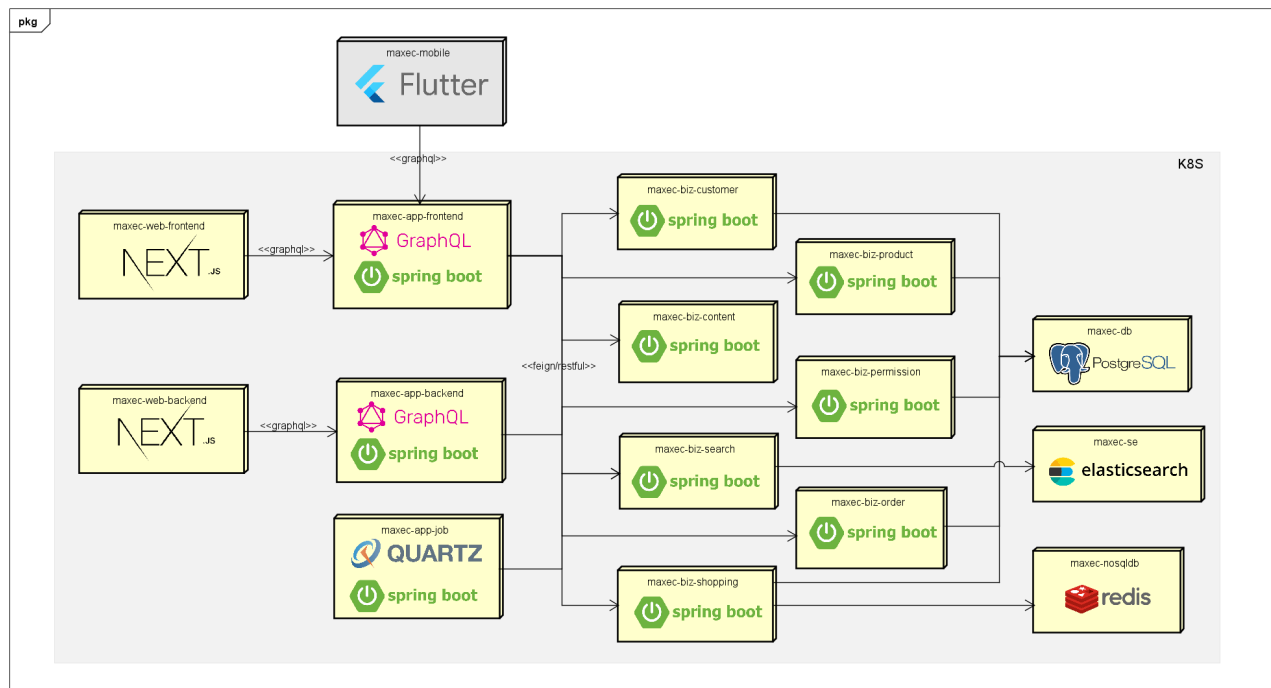 pkg
maxec-mobile
Flutter
<<graphql>>
K8S
maxec-web-frontend
NEXT.JS
<<graphql>>
maxec-app-frontend
GraphQL
spring boot
maxec-biz-customer
spring boot
maxec-biz-product
spring boot
maxec-biz-content
spring boot
<<feign/restful>>
maxec-db
PostgreSQL
maxec-web-backend
NEXT.JS
<<graphql>>
maxec-app-backend
GraphQL
spring boot
maxec-biz-permission
spring boot
maxec-biz-search
spring boot
maxec-se
elasticsearch
maxec-app-job
QUARTZ
spring boot
maxec-biz-order
spring boot
maxec-biz-shopping
spring boot
maxec-nosqldb
redis